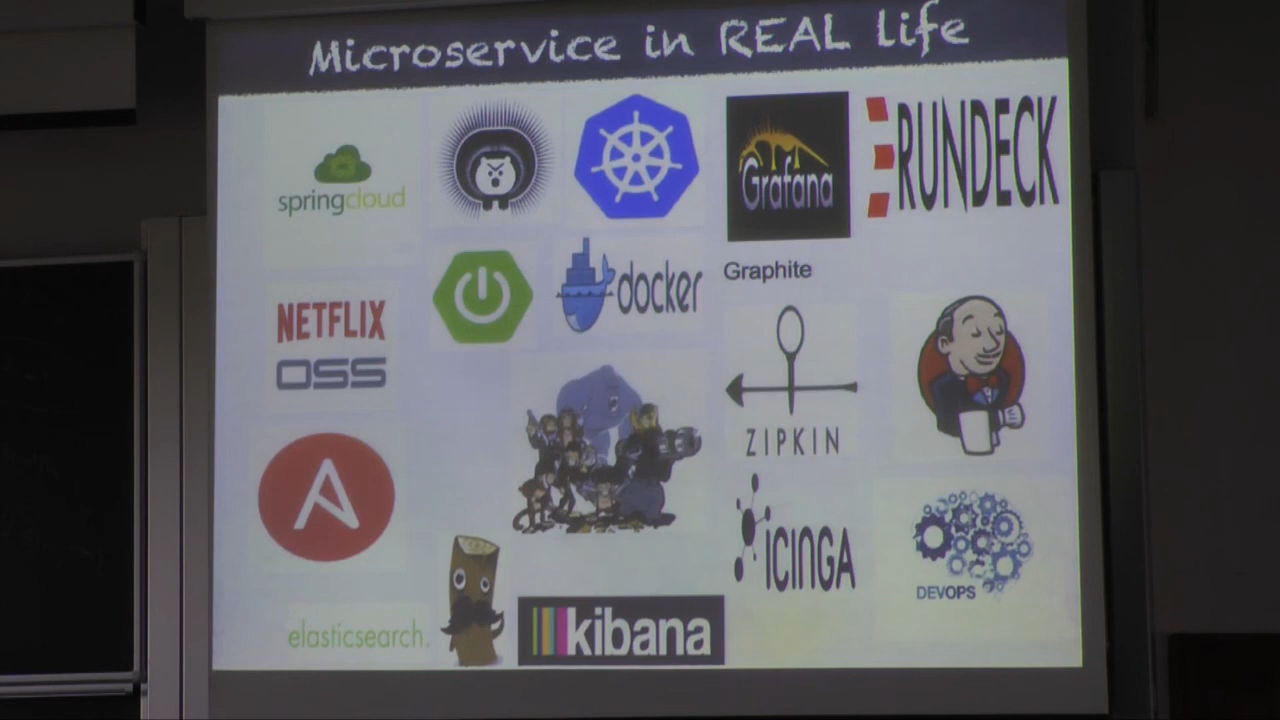 Microservice in REAL life
springcloud
Grafana
RUNDECK
docker
Graphite
NETFLIX
OSS
ZIPKIN
A
ICINGA
DEVOPS
elasticsearch.
kibana